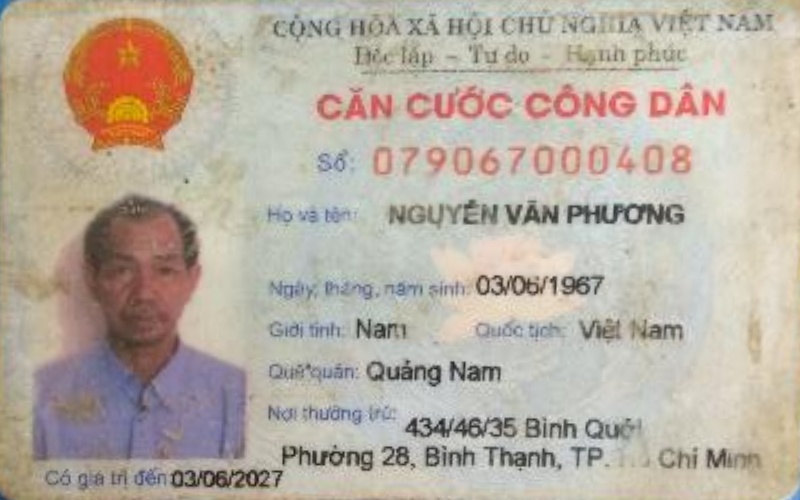 CỘNG HÒA XÃ HỘI CHỦ NGHĨA VIỆT NAM
Độc lập - Tự do - Hạnh phúc
CĂN CƯỚC CÔNG DÂN
Số: 079067000408
Họ và tên: NGUYỄN VĂN PHƯƠNG
Ngày, tháng, năm sinh: 03/06/1967
Giới tính: Nam Quốc tịch: Việt Nam
Quê quán: Quảng Nam
Nơi thường trú: 434/46/35 Bình Quới
Phường 28, Bình Thạnh, TP. Chí Minh
Có giá trị đến: 03/06/2027